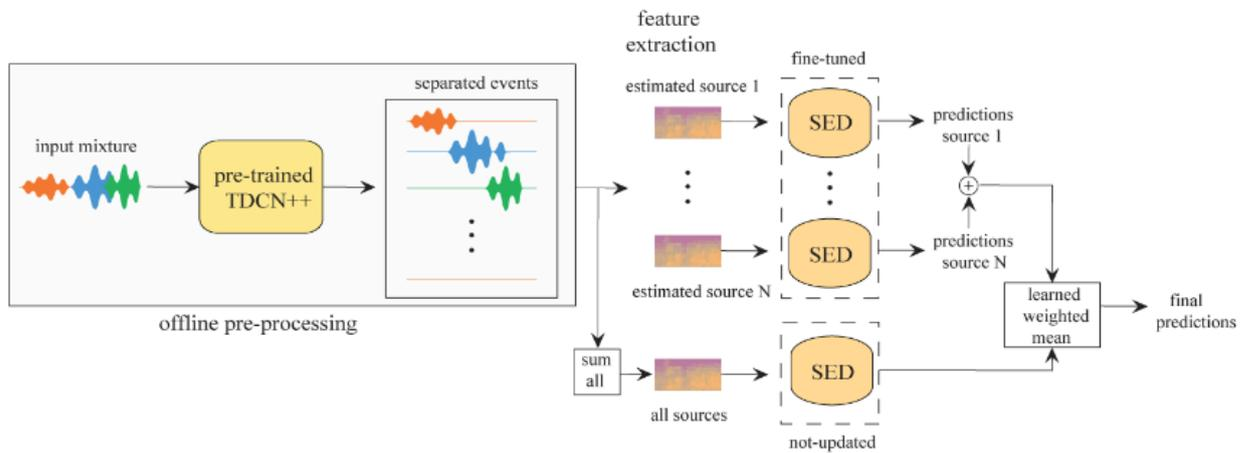 feature
extraction
input mixture
pre-trained
TDCN++
separated events
offline pre-processing
estimated source 1
estimated source N
sum
all
all sources
fine-tuned
SED
SED
SED
not-updated
predictions
source 1
+
predictions
source N
learned
weighted
mean
final
predictions